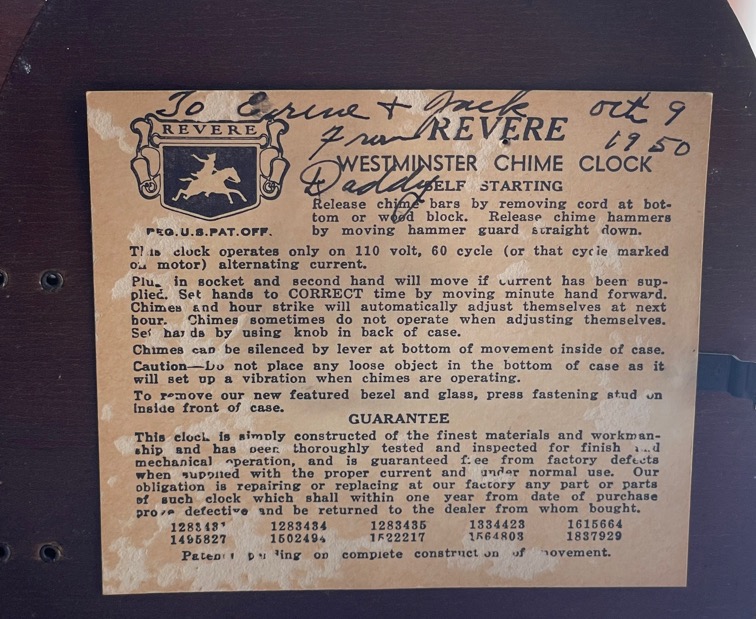 To & Jack Oct 9
From REVERE 1950
REVERE
WESTMINSTER CHIME CLOCK
Daddy SELF STARTING
Release chime bars by removing cord at bot-
tom or wood block. Release chime hammers
REG. U.S. PAT. OFF. by moving hammer guard straight down.
This clock operates only on 110 volt, 60 cycle (or that cycle marked
on motor) alternating current.
Plug in socket and second hand will move if current has been sup-
plied. Set hands to CORRECT time by moving minute hand forward.
Chimes and hour strike will automatically adjust themselves at next
hour. Chimes sometimes do not operate when adjusting themselves.
Set hands by using knob in back of case.
Chimes can be silenced by lever at bottom of movement inside of case.
Caution—Do not place any loose object in the bottom of case as it
will set up a vibration when chimes are operating.
To remove our new featured bezel and glass, press fastening stud on
inside front of case.
GUARANTEE
This clock is simply constructed of the finest materials and workman-
ship and has been thoroughly tested and inspected for finish and
mechanical operation, and is guaranteed free from factory defects
when supplied with the proper current and under normal use. Our
obligation is repairing or replacing at our factory any part or parts
of such clock which shall within one year from date of purchase
prove defective and be returned to the dealer from whom bought.
1283434 1283435 1334423 1615664
1495827 1502494 1522217 1564803 1837929
Patent pending on complete construction of movement.